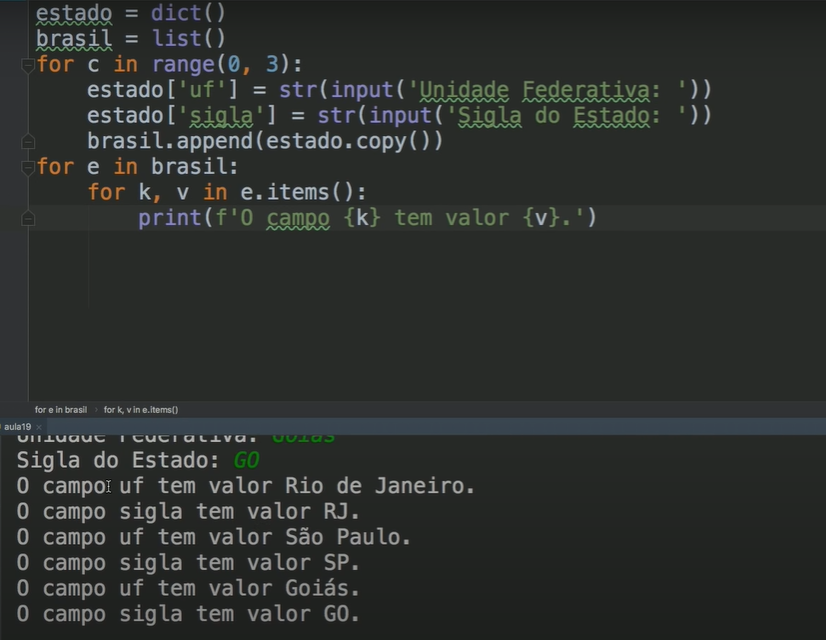 estado = dict()
brasil = list()
for c in range(0, 3):
    estado['uf'] = str(input('Unidade Federativa: '))
    estado['sigla'] = str(input('Sigla do Estado: '))
    brasil.append(estado.copy())
for e in brasil:
    for k, v in e.items():
        print(f'O campo {k} tem valor {v}.')
for e in brasil › for k, v in e.items()
aula19 ×
Unidade Federativa: Goiás
Sigla do Estado: GO
O campo uf tem valor Rio de Janeiro.
O campo sigla tem valor RJ.
O campo uf tem valor São Paulo.
O campo sigla tem valor SP.
O campo uf tem valor Goiás.
O campo sigla tem valor GO.